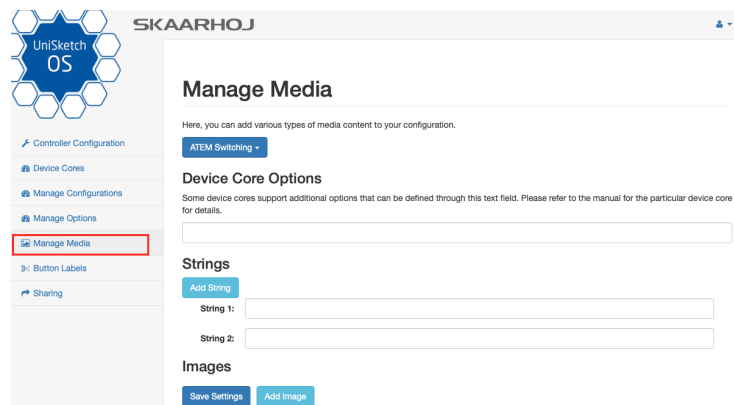 SKAARHOJ
UniSketch
OS
Controller Configuration
Device Cores
Manage Configurations
Manage Options
Manage Media
Button Labels
Sharing
Manage Media
Here, you can add various types of media content to your configuration.
ATEM Switching
Device Core Options
Some device cores support additional options that can be defined through this text field. Please refer to the manual for the particular device core
for details.
Strings
Add String
String 1:
String 2:
Images
Save Settings Add Image